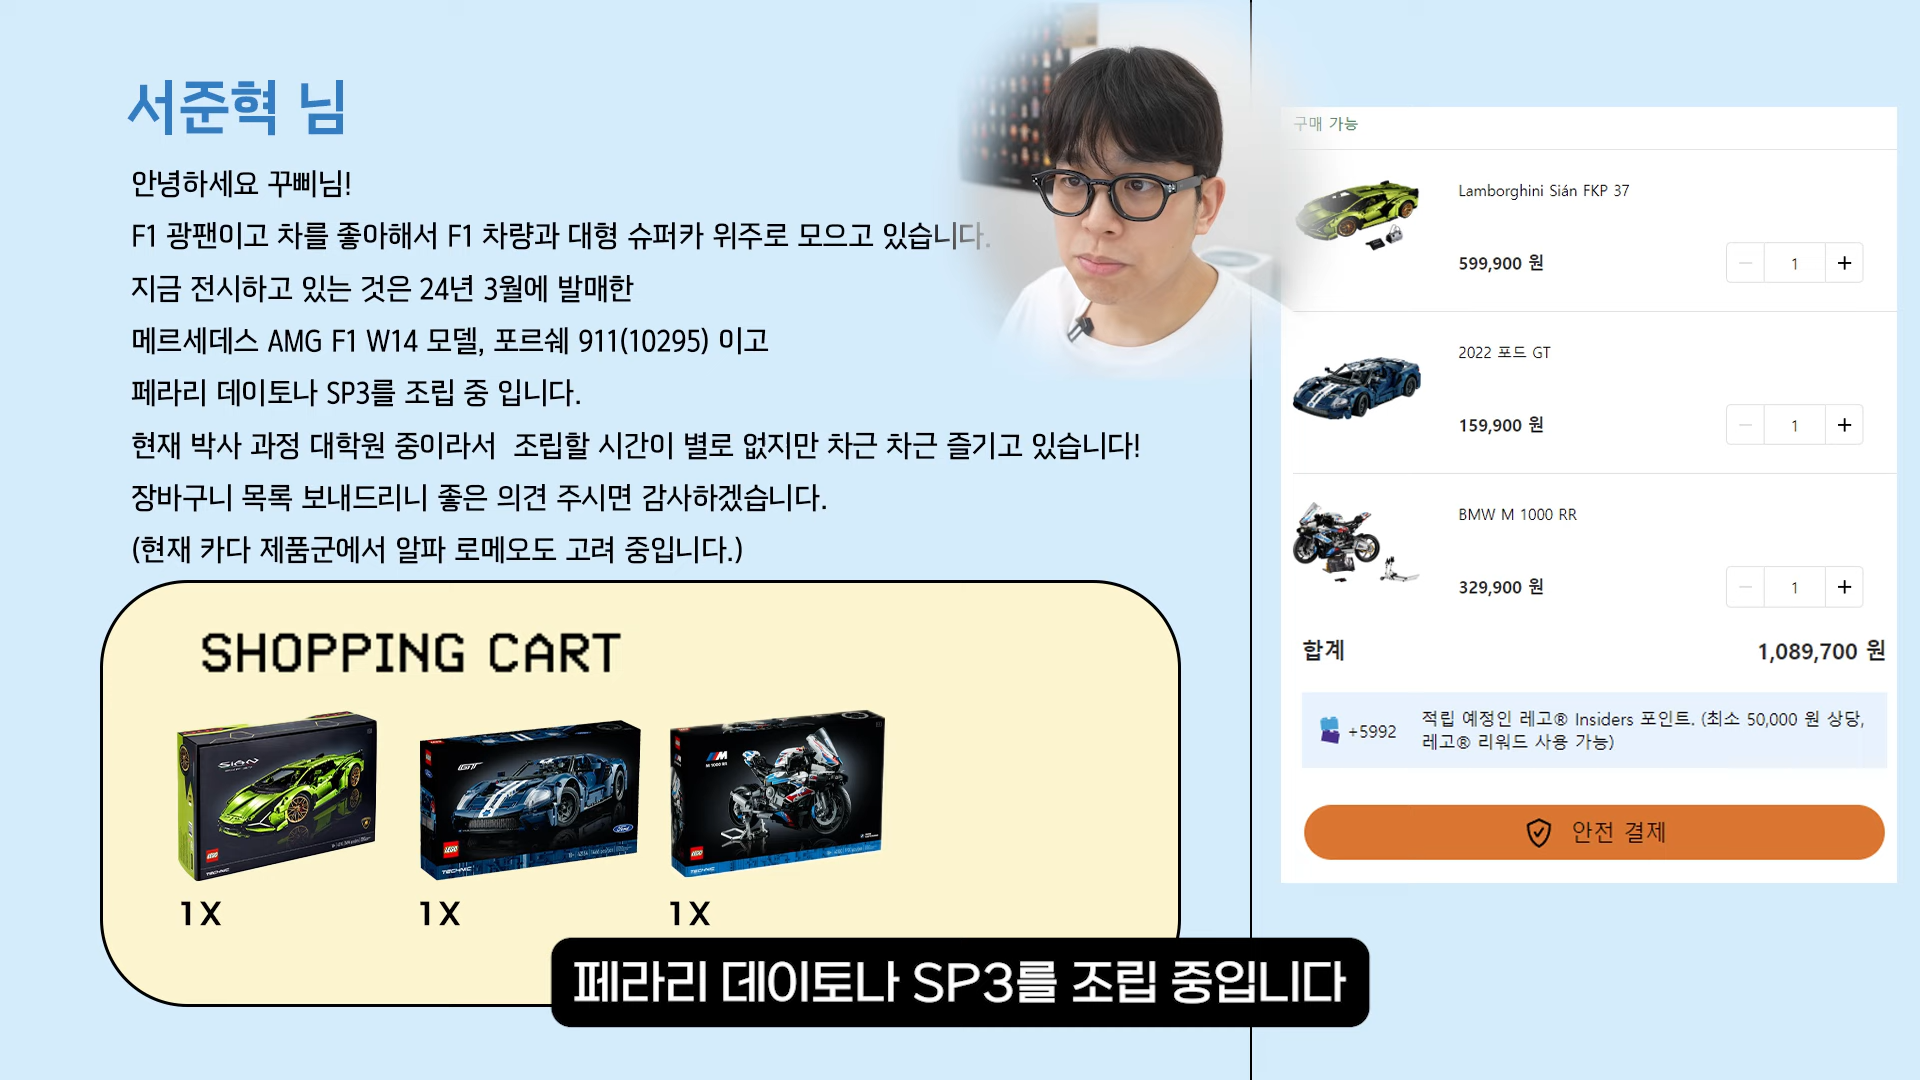 서준혁 님
안녕하세요 꾸삐님!
F1 광팬이고 차를 좋아해서 F1 차량과 대형 슈퍼카 위주로 모으고 있습니다.
지금 전시하고 있는 것은 24년 3월에 발매한
메르세데스 AMG F1 W14 모델, 포르쉐 911(10295) 이고
페라리 데이토나 SP3를 조립 중 입니다.
현재 박사 과정 대학원 중이라서 조립할 시간이 별로 없지만 차근 차근 즐기고 있습니다!
장바구니 목록 보내드리니 좋은 의견 주시면 감사하겠습니다.
(현재 카다 제품군에서 알파 로메오도 고려 중입니다.)
SHOPPING CART
SIÁN
LEGO
TECHNIC
GT
Ford
LEGO
TECHNIC
M
M 1000 RR
LEGO
TECHNIC
1X
1X
1X
구매 가능
Lamborghini Sián FKP 37
599,900 원
1
2022 포드 GT
159,900 원
1
BMW M 1000 RR
329,900 원
1
합계
1,089,700 원
+5992
적립 예정인 레고® Insiders 포인트. (최소 50,000 원 상당,
레고® 리워드 사용 가능)
안전 결제
페라리 데이토나 SP3를 조립 중입니다